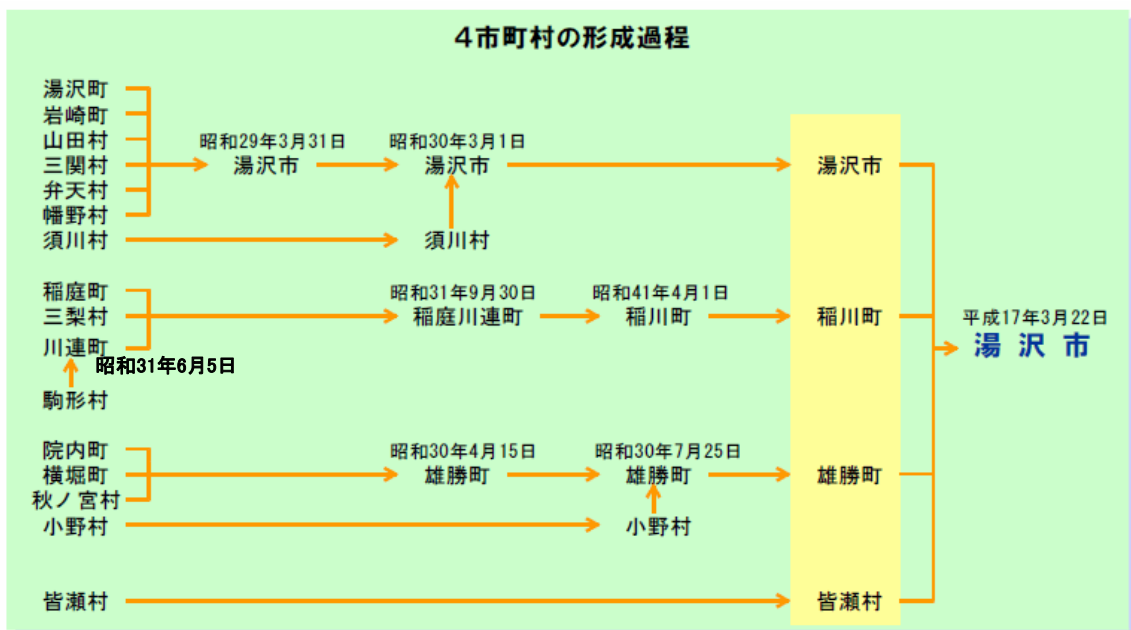 4市町村の形成過程
湯沢町
岩崎町
山田村
三関村
弁天村
幡野村
須川村
昭和29年3月31日
湯沢市
昭和30年3月1日
湯沢市
須川村
湯沢市
稲庭町
三梨村
川連町
昭和31年6月5日
駒形村
昭和31年9月30日
稲庭川連町
昭和41年4月1日
稲川町
稲川町
院内町
横堀町
秋ノ宮村
小野村
昭和30年4月15日
雄勝町
昭和30年7月25日
雄勝町
小野村
雄勝町
皆瀬村
皆瀬村
平成17年3月22日
湯沢市